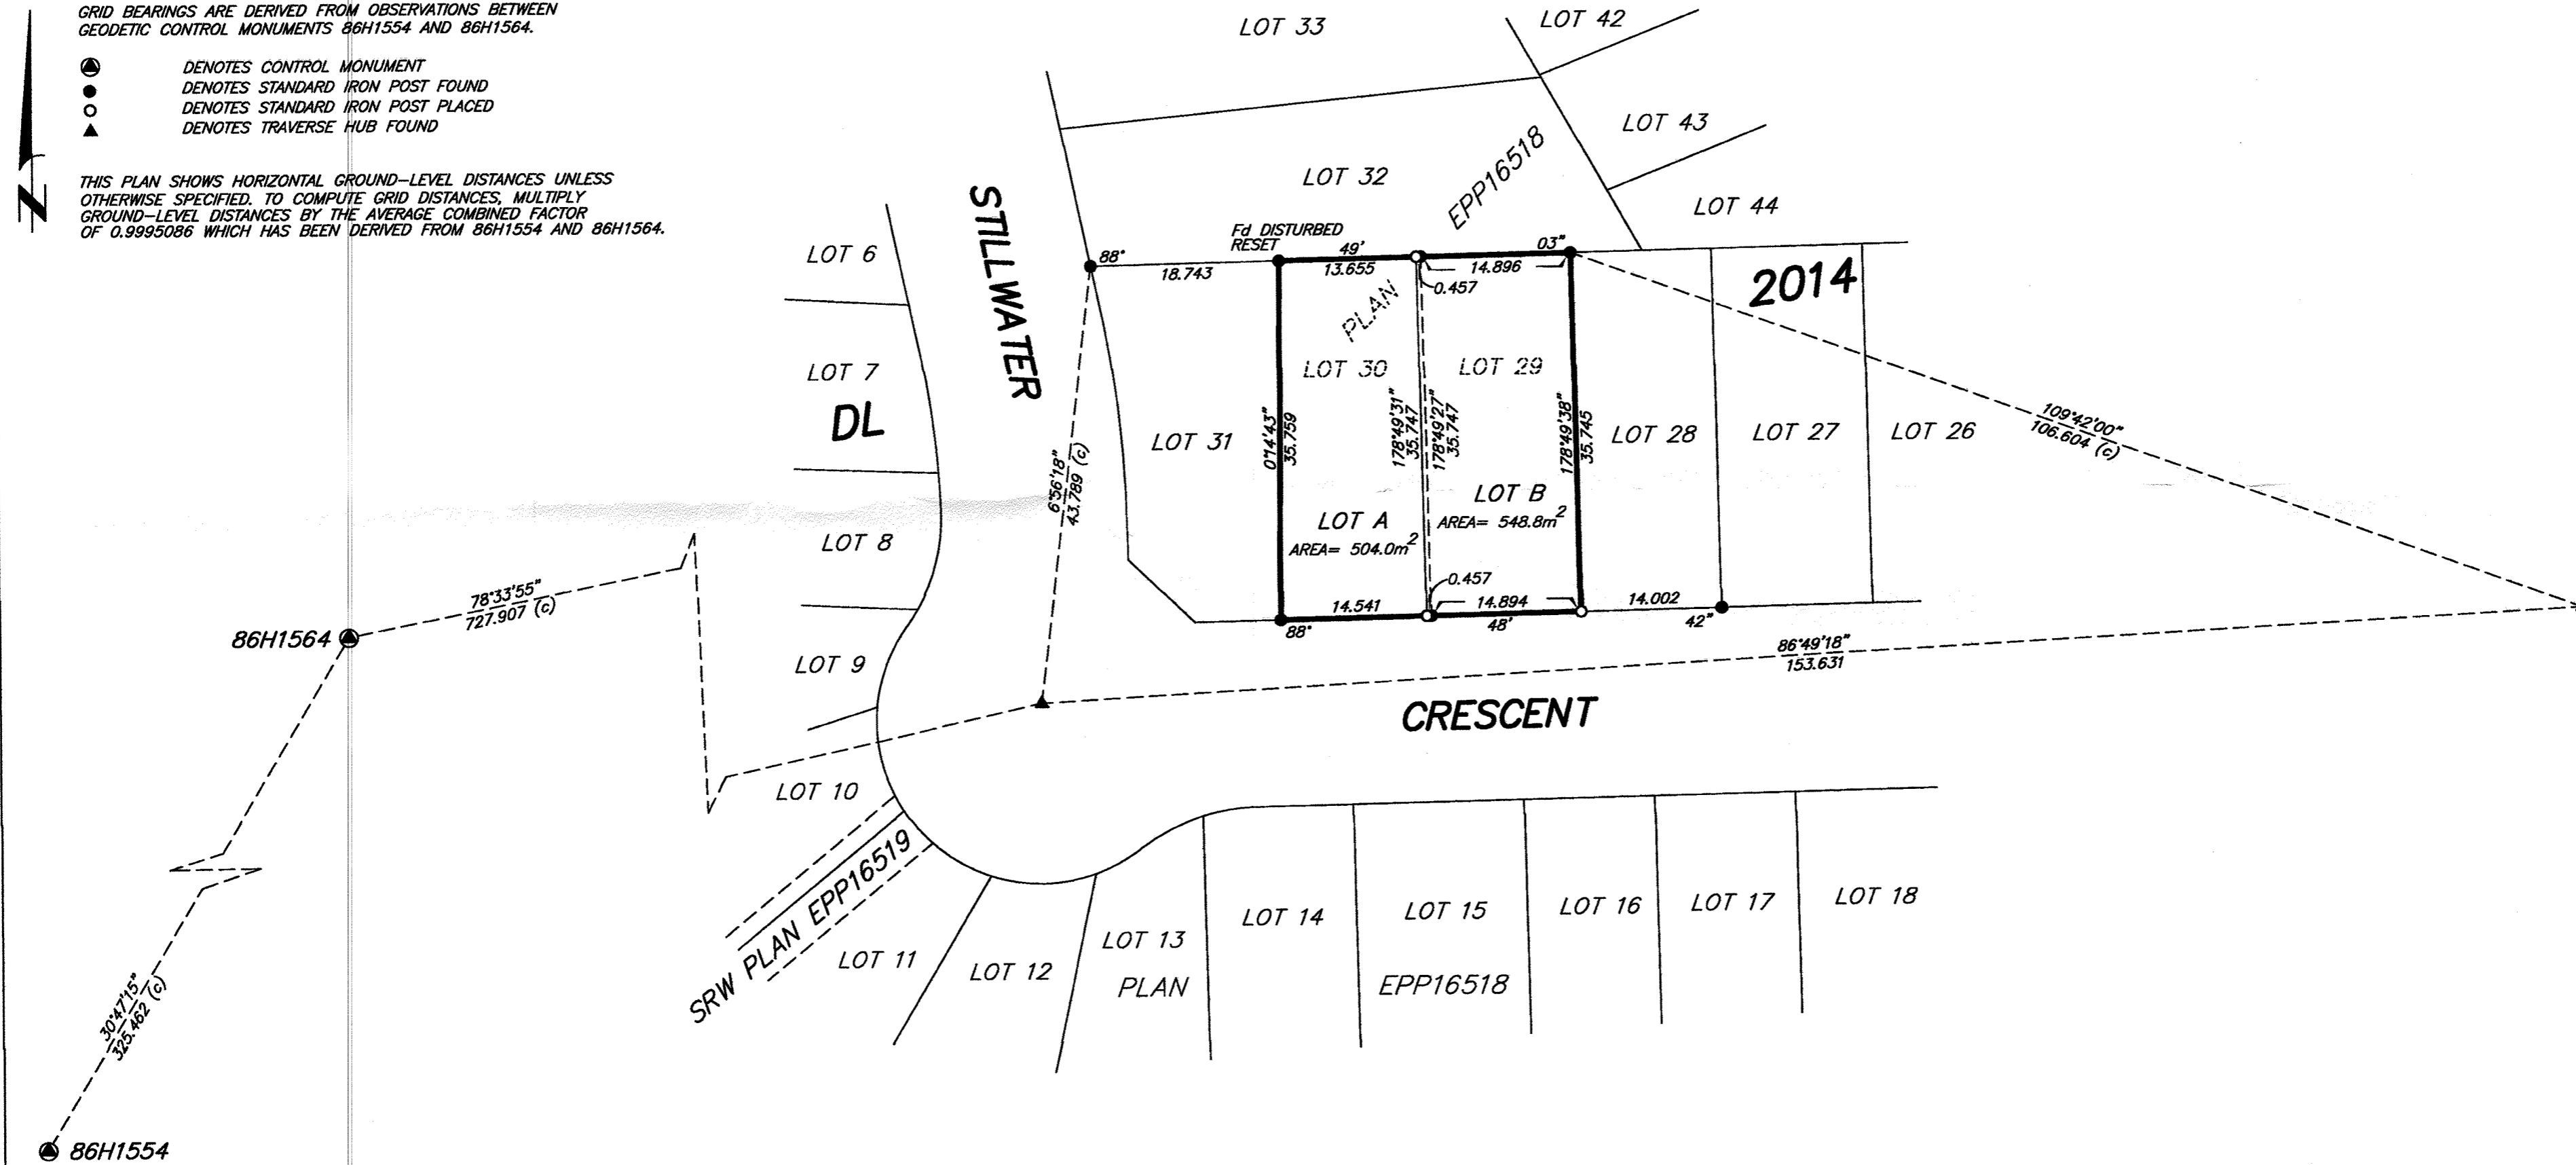 GRID BEARINGS ARE DERIVED FROM OBSERVATIONS BETWEEN
GEODETIC CONTROL MONUMENTS 86H1554 AND 86H1564.
DENOTES CONTROL MONUMENT
DENOTES STANDARD IRON POST FOUND
DENOTES STANDARD IRON POST PLACED
DENOTES TRAVERSE HUB FOUND
N
THIS PLAN SHOWS HORIZONTAL GROUND-LEVEL DISTANCES UNLESS
OTHERWISE SPECIFIED. TO COMPUTE GRID DISTANCES, MULTIPLY
GROUND-LEVEL DISTANCES BY THE AVERAGE COMBINED FACTOR
OF 0.9995086 WHICH HAS BEEN DERIVED FROM 86H1554 AND 86H1564.
LOT 33
LOT 42
LOT 43
LOT 32
EPP16518
LOT 44
STILLWATER
LOT 6
Fd DISTURBED
RESET
88°
49'
03"
18.743
13.655
14.896
0.457
2014
PLAN
LOT 7
LOT 30
LOT 29
DL
LOT 31
0°14'43"
35.759
178°49'31"
35.747
178°49'27"
35.747
178°49'38"
35.745
LOT 28
LOT 27
LOT 26
109°42'00"
106.604 (c)
6°56'18"
43.789 (c)
LOT B
AREA= 548.8m2
LOT A
AREA= 504.0m2
LOT 8
0.457
78°33'55"
727.907 (c)
14.541
14.894
14.002
88°
48'
42"
86H1564
LOT 9
86°49'18"
153.631
CRESCENT
LOT 10
SRW PLAN EPP16519
LOT 11
LOT 12
LOT 13
LOT 14
LOT 15
LOT 16
LOT 17
LOT 18
PLAN
EPP16518
30°47'15"
325.462 (c)
86H1554